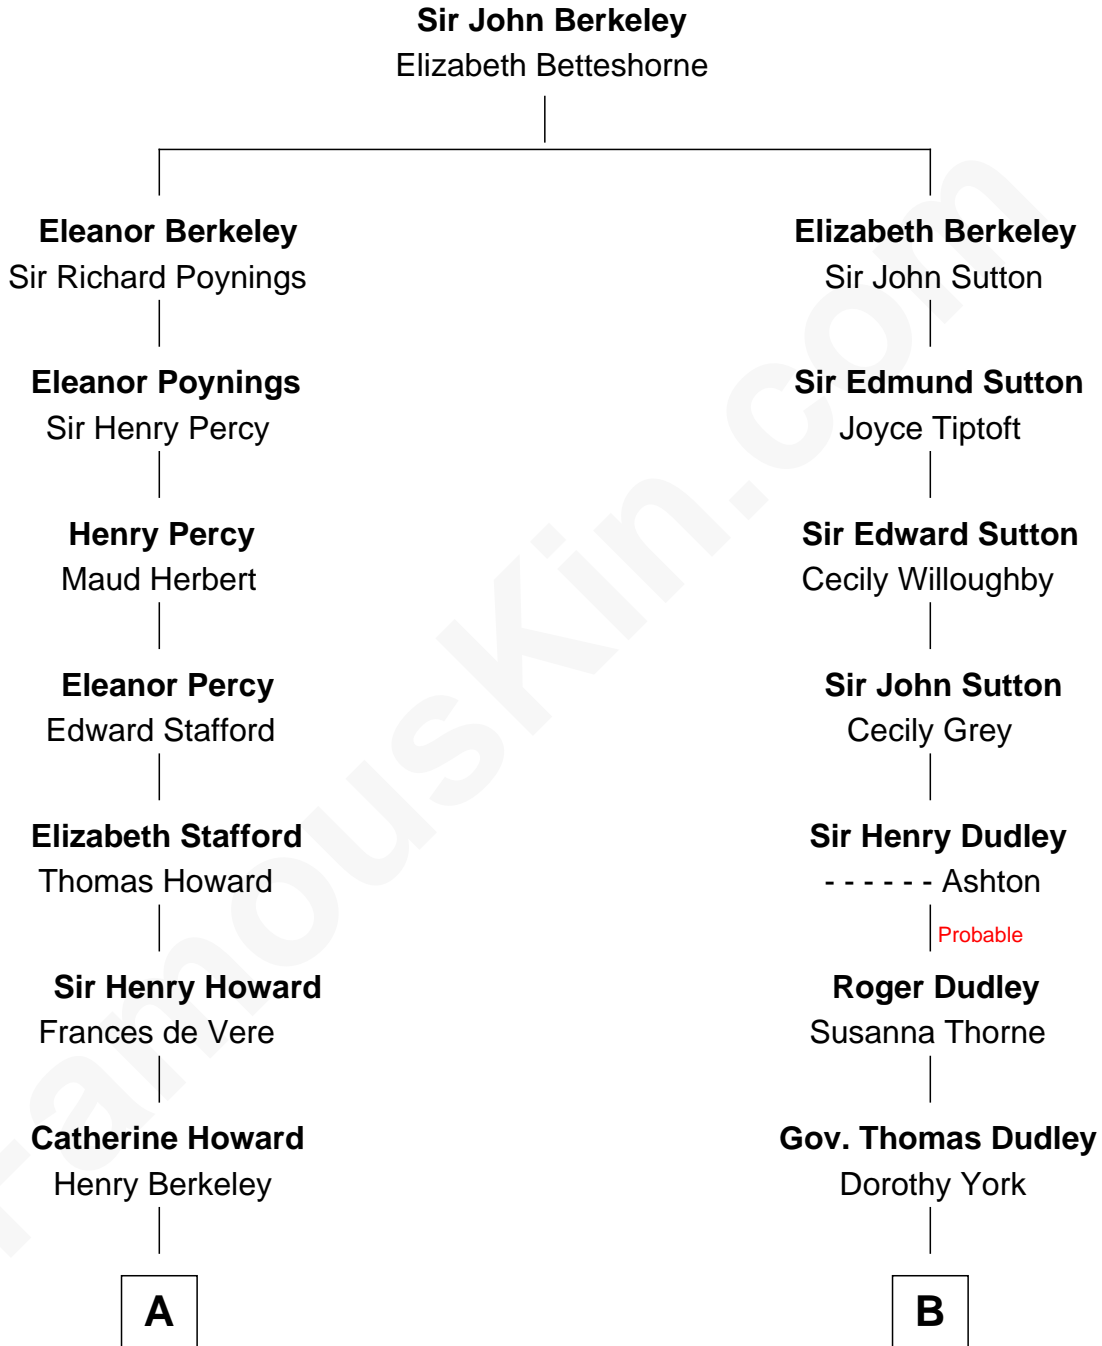 Sir John Berkeley
Elizabeth Betteshorne
Eleanor Berkeley
Sir Richard Poynings
Elizabeth Berkeley
Sir John Sutton
Eleanor Poynings
Sir Henry Percy
Sir Edmund Sutton
Joyce Tiptoft
Henry Percy
Maud Herbert
Sir Edward Sutton
Cecily Willoughby
Eleanor Percy
Edward Stafford
Sir John Sutton
Cecily Grey
Elizabeth Stafford
Thomas Howard
Sir Henry Dudley
- - - - - - Ashton
Probable
Sir Henry Howard
Frances de Vere
Roger Dudley
Susanna Thorne
Catherine Howard
Henry Berkeley
Gov. Thomas Dudley
Dorothy York
A
B
FamousKin.com